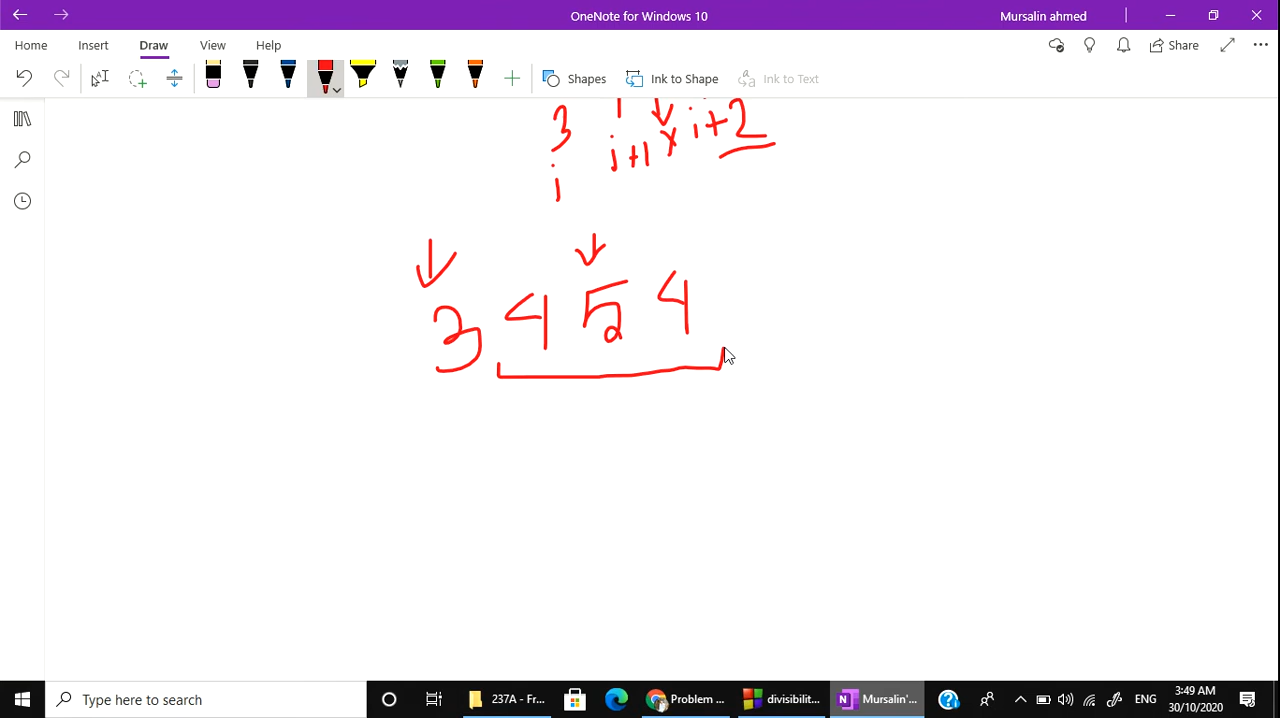 OneNote for Windows 10
Mursalin ahmed
Home Insert Draw View Help
Share
Shapes Ink to Shape Ink to Text
3 i+1 i+2
i
3 4 5 4
Type here to search
237A - Fr...
Problem ...
divisibilit...
Mursalin'...
ENG
3:49 AM
30/10/2020